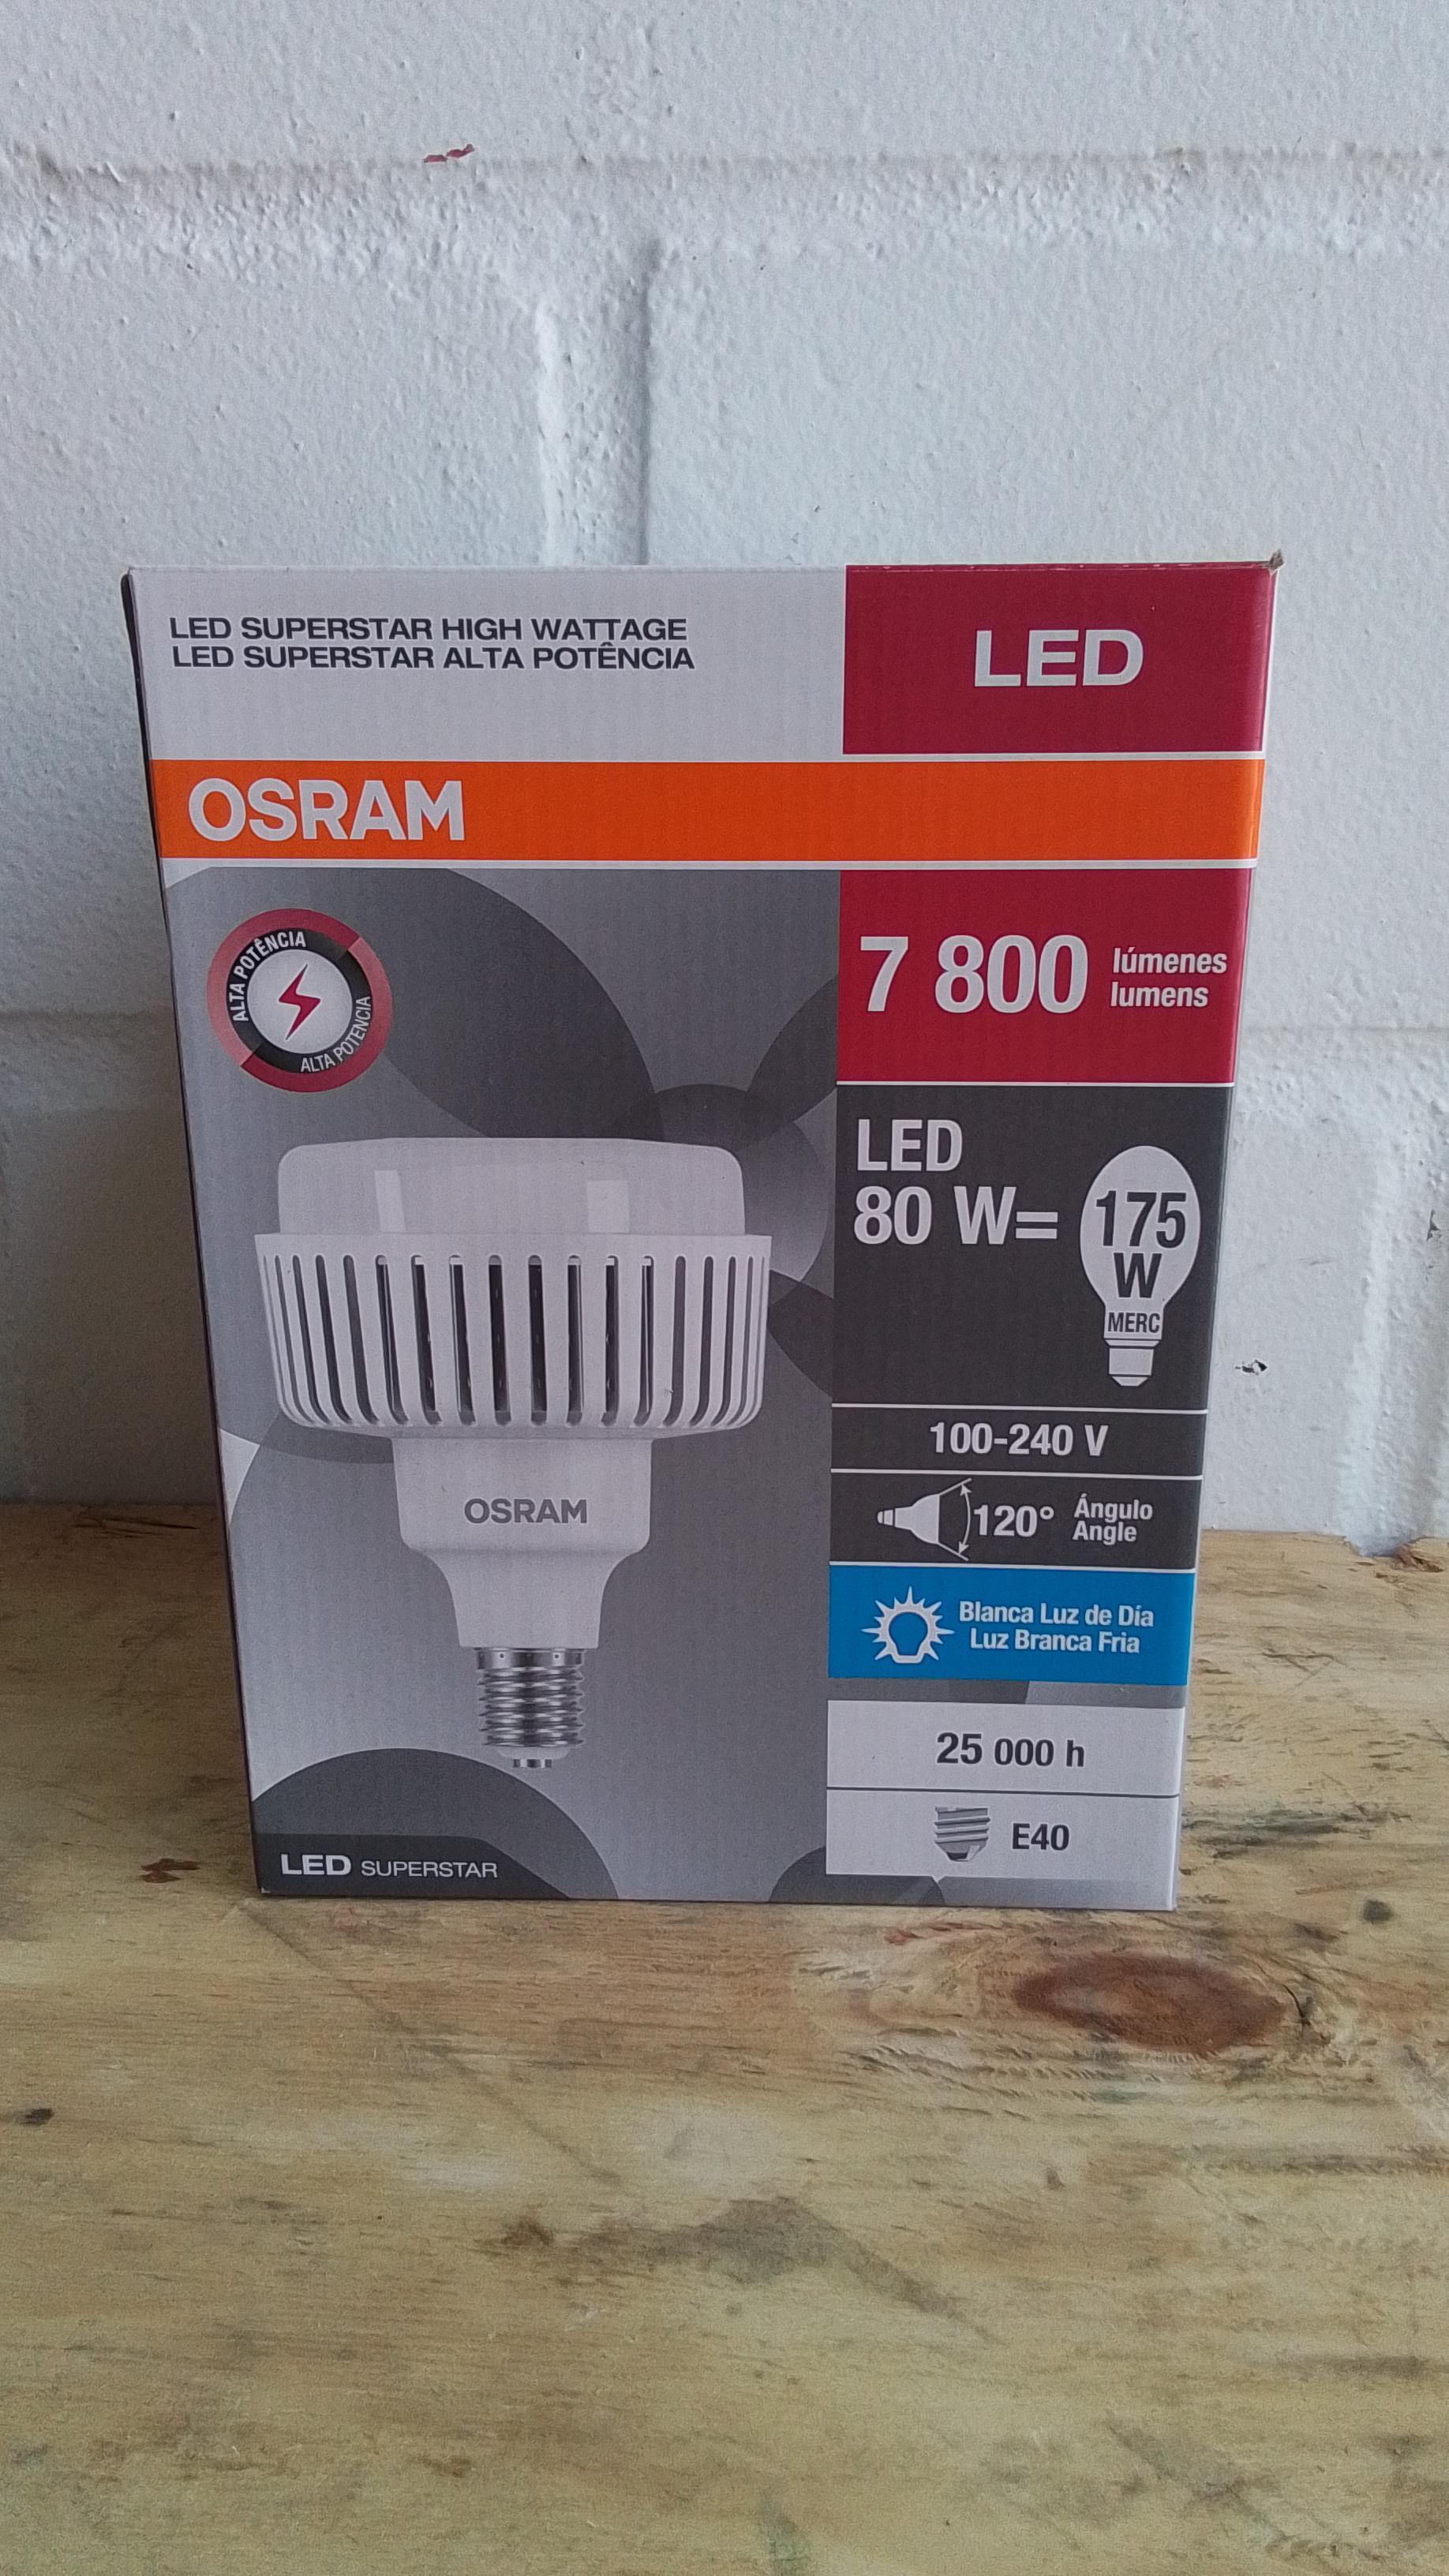 LED SUPERSTAR HIGH WATTAGE
LED SUPERSTAR ALTA POTÊNCIA
LED
OSRAM
ALTA POTÊNCIA
ALTA POTENCIA
7 800 lúmenes
lumens
LED
80 W=
175
W
MERC
100-240 V
120° Ángulo
Angle
OSRAM
Blanca Luz de Día
Luz Branca Fria
25 000 h
E40
LED SUPERSTAR